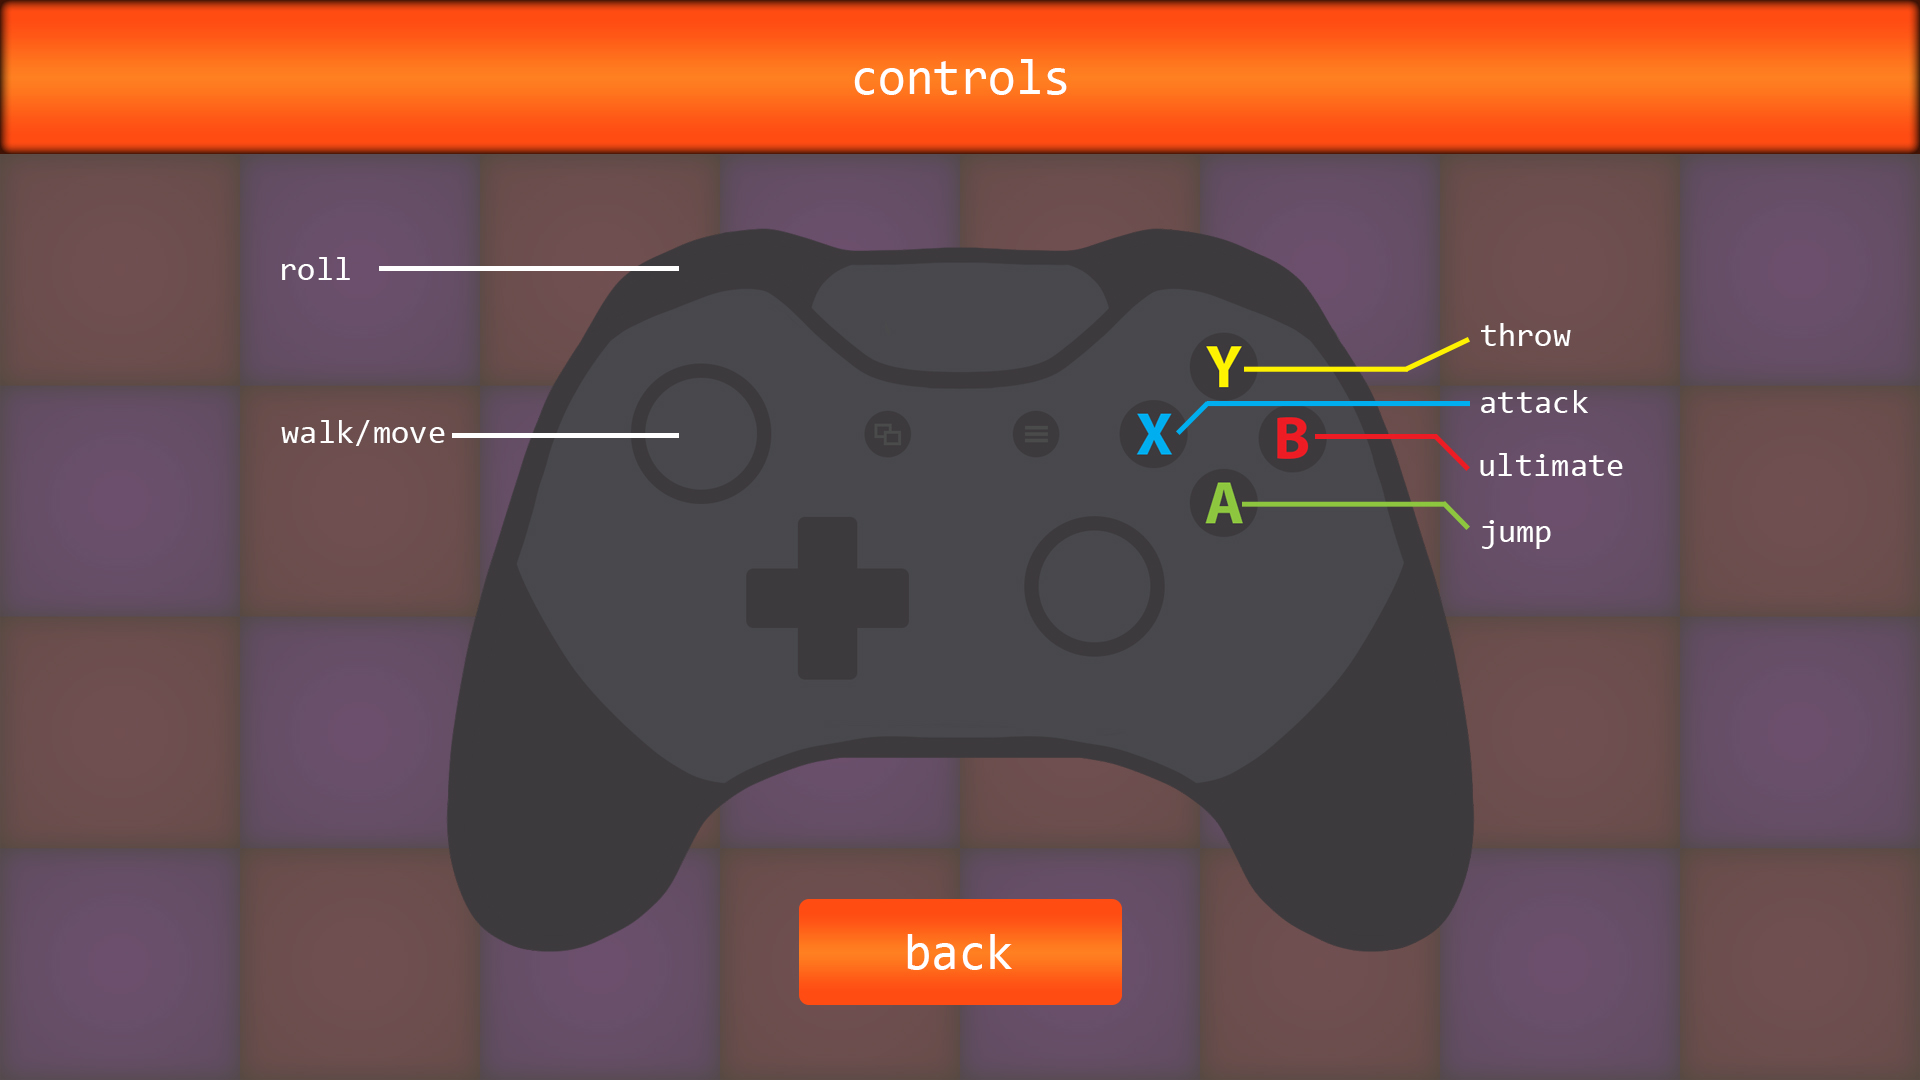 controls
roll
walk/move
Y
X
B
A
throw
attack
ultimate
jump
back